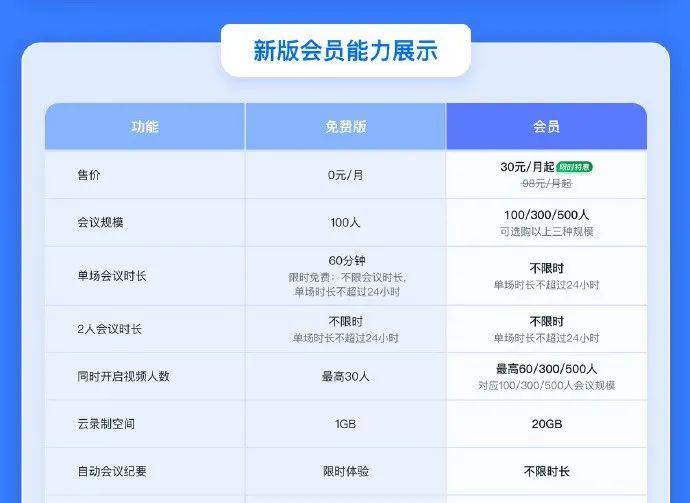 新版会员能力展示
功能 免费版 会员
售价 0元/月 30元/月起 限时特惠
98元/月起
会议规模 100人 100/300/500人
可选购以上三种规模
单场会议时长 60分钟 不限时
限时免费：不限会议时长，
单场时长不超过24小时 单场时长不超过24小时
2人会议时长 不限时 不限时
单场时长不超过24小时 单场时长不超过24小时
同时开启视频人数 最高30人 最高60/300/500人
对应100/300/500人会议规模
云录制空间 1GB 20GB
自动会议纪要 限时体验 不限时长